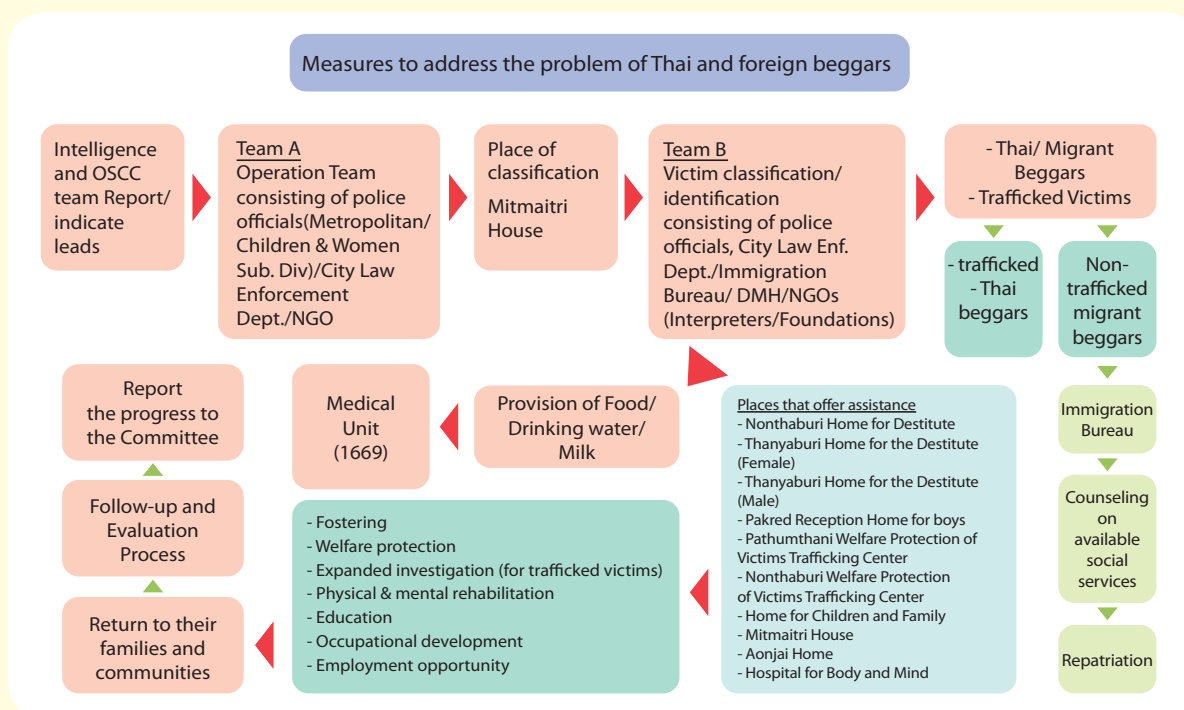 Measures to address the problem of Thai and foreign beggars
Intelligence
and OSCC
team Report/
indicate
leads
Team A
Operation Team
consisting of police
officials(Metropolitan/
Children & Women
Sub. Div)/City Law
Enforcement
Dept./NGO
Place of
classification
Mitmaitri
House
Team B
Victim classification/
identification
consisting of police
officials, City Law Enf.
Dept./Immigration
Bureau/ DMH/NGOs
(Interpreters/Foundations)
- Thai/ Migrant
Beggars
- Trafficked Victims
- trafficked
- Thai
beggars
Non-
trafficked
migrant
beggars
Immigration
Bureau
Counseling
on
available
social
services
Repatriation
Places that offer assistance
- Nonthaburi Home for Destitute
- Thanyaburi Home for the Destitute
(Female)
- Thanyaburi Home for the Destitute
(Male)
- Pakred Reception Home for boys
- Pathumthani Welfare Protection of
Victims Trafficking Center
- Nonthaburi Welfare Protection
of Victims Trafficking Center
- Home for Children and Family
- Mitmaitri House
- Aonjai Home
- Hospital for Body and Mind
Provision of Food/
Drinking water/
Milk
Medical
Unit
(1669)
- Fostering
- Welfare protection
- Expanded investigation (for trafficked victims)
- Physical & mental rehabilitation
- Education
- Occupational development
- Employment opportunity
Return to their
families and
communities
Follow-up and
Evaluation
Process
Report
the progress to
the Committee